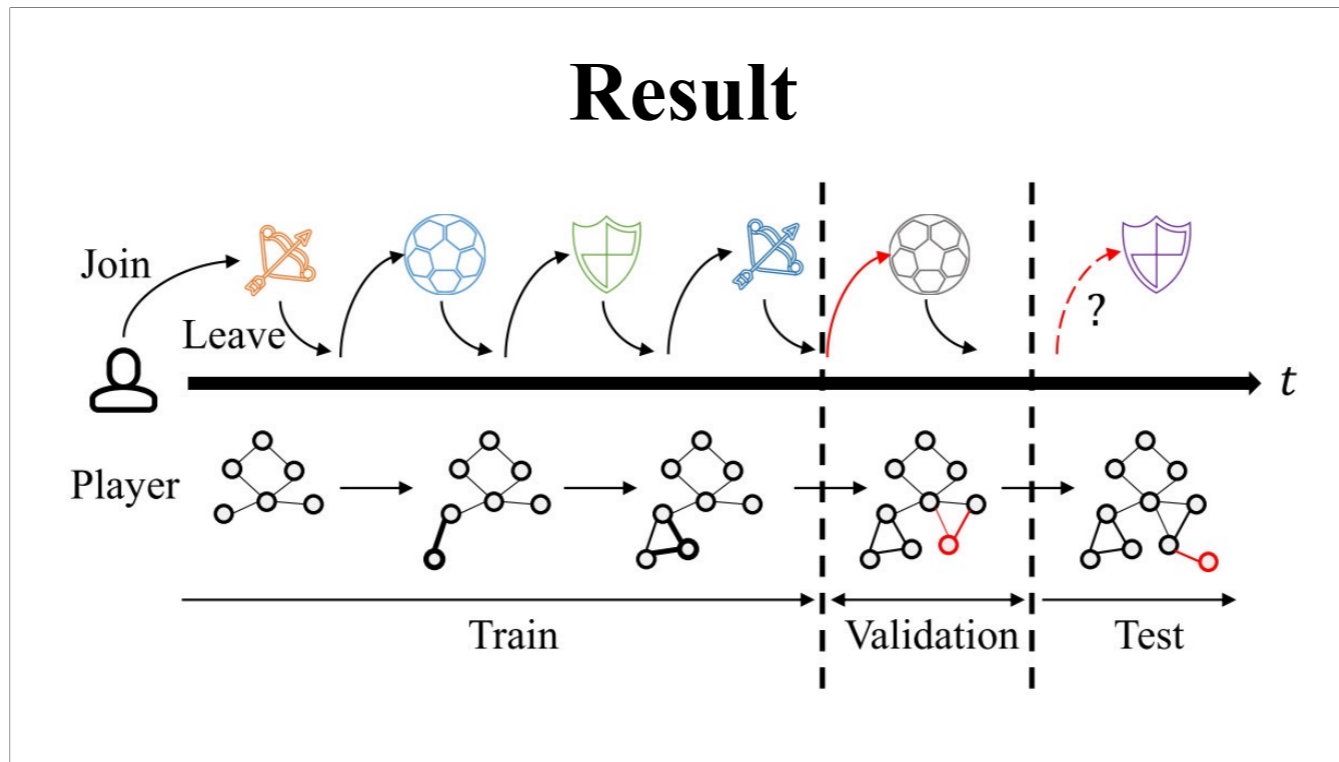 Result
Join
Leave
?
t
Player
Train
Validation
Test